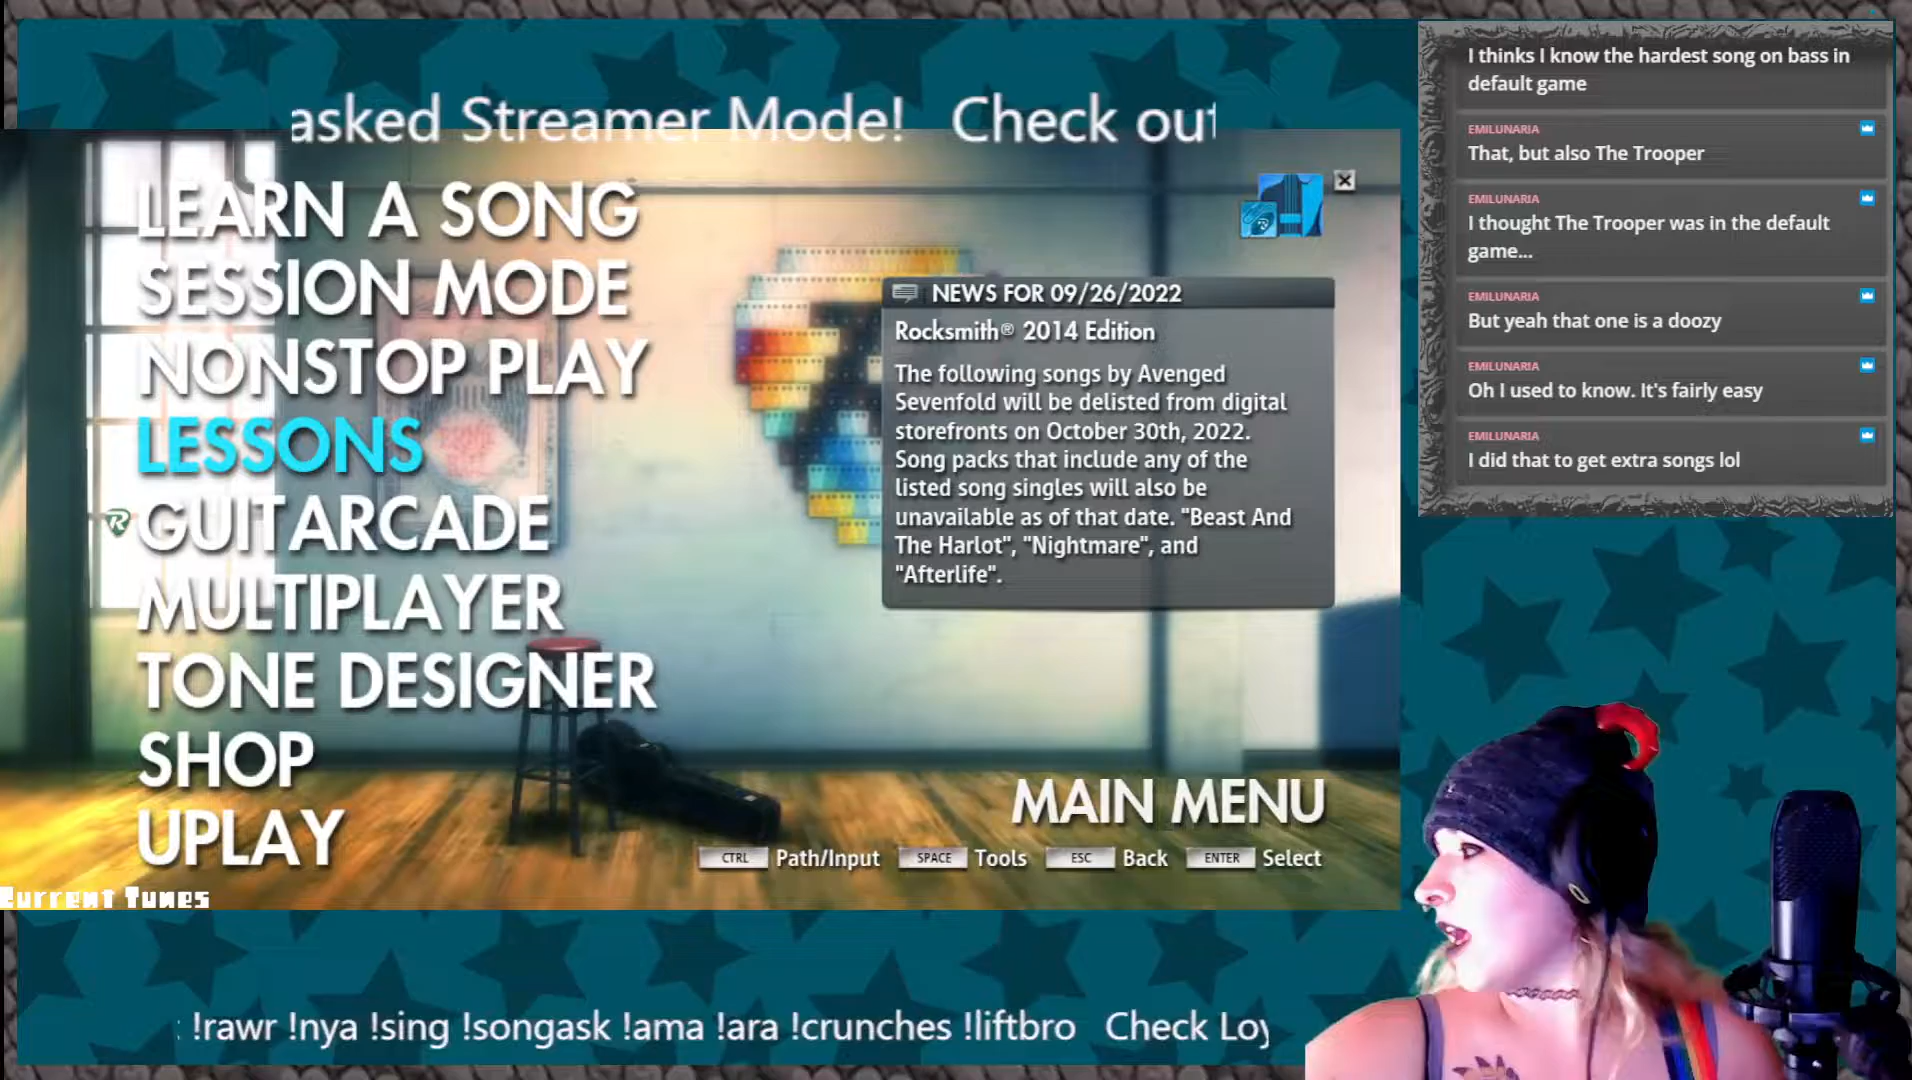 asked Streamer Mode! Check out
LEARN A SONG
SESSION MODE
NONSTOP PLAY
LESSONS
GUITARCADE
MULTIPLAYER
TONE DESIGNER
SHOP
UPLAY
Current Tunes
NEWS FOR 09/26/2022
Rocksmith® 2014 Edition
The following songs by Avenged
Sevenfold will be delisted from digital
storefronts on October 30th, 2022.
Song packs that include any of the
listed song singles will also be
unavailable as of that date. "Beast And
The Harlot", "Nightmare", and
"Afterlife".
MAIN MENU
CTRL Path/Input SPACE Tools ESC Back ENTER Select
I thinks I know the hardest song on bass in
default game
EMILUNARIA
That, but also The Trooper
EMILUNARIA
I thought The Trooper was in the default
game...
EMILUNARIA
But yeah that one is a doozy
EMILUNARIA
Oh I used to know. It's fairly easy
EMILUNARIA
I did that to get extra songs lol
: !rawr !nya !sing !songask !ama !ara !crunches !liftbro Check Loy